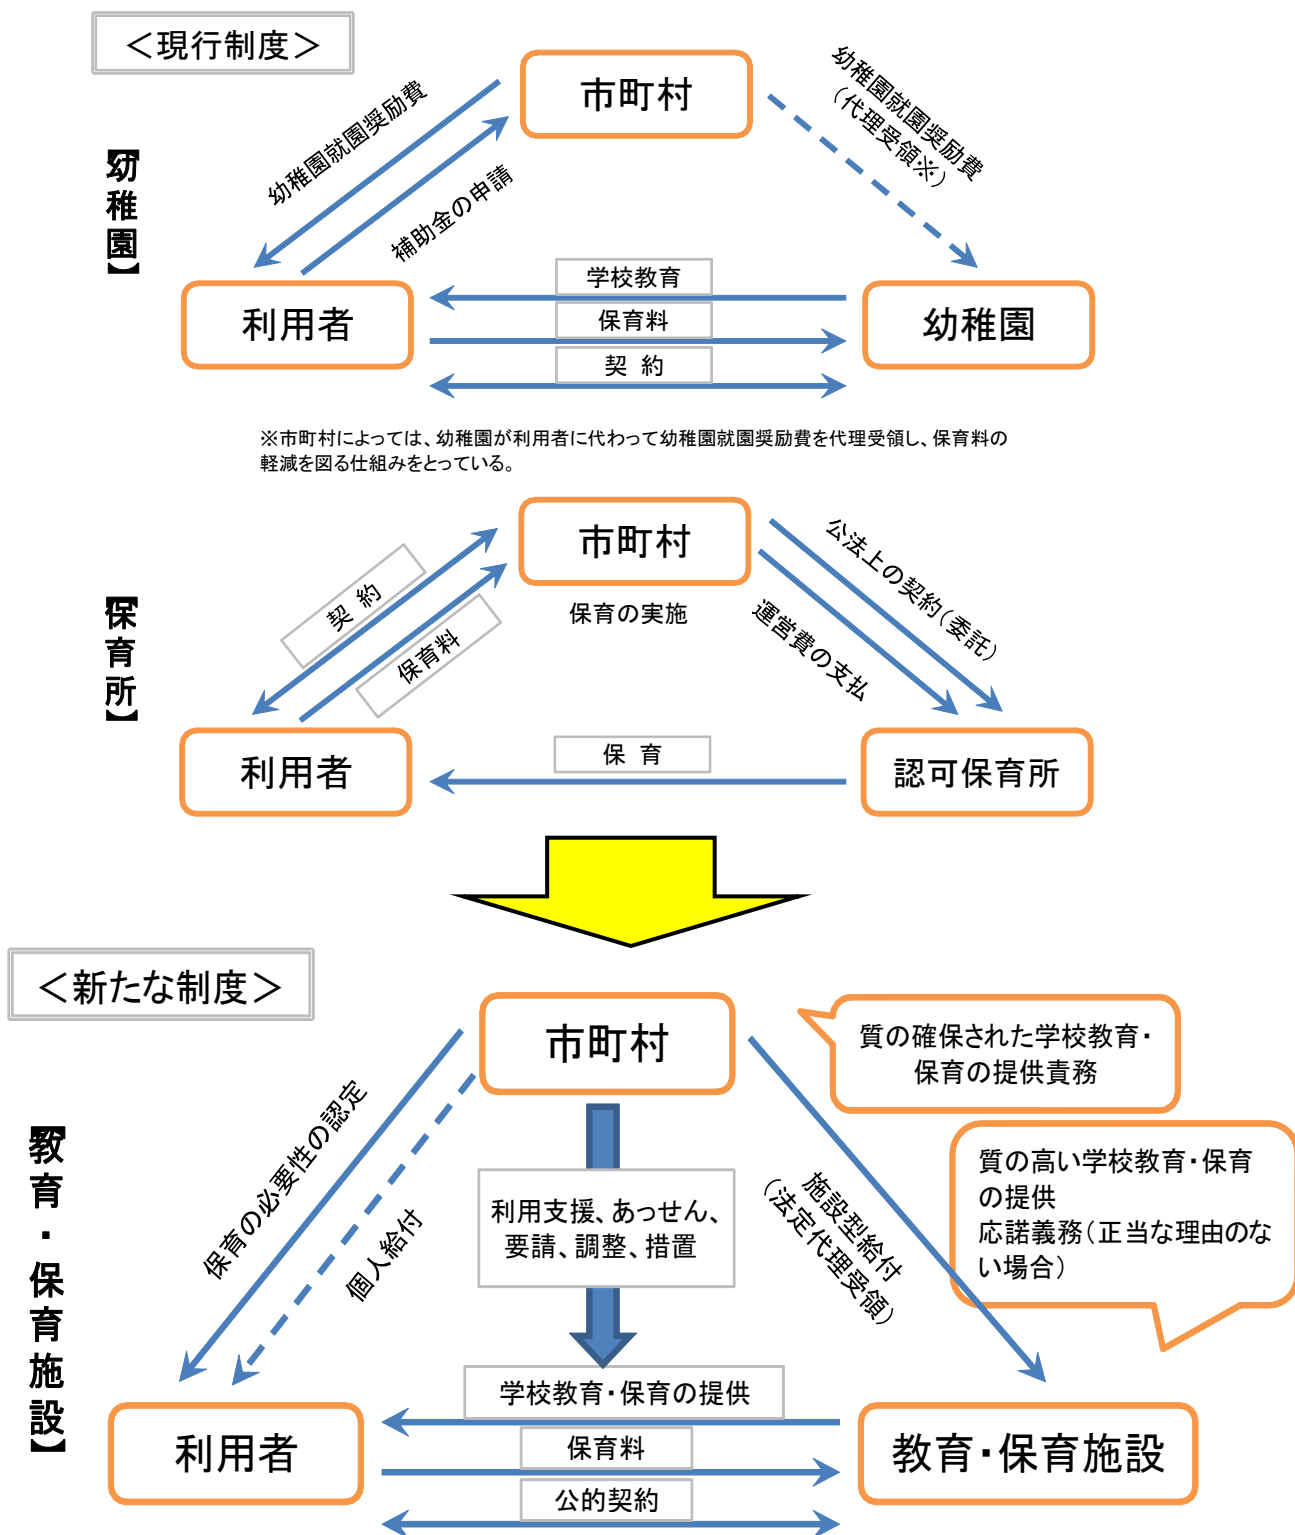 ＜現行制度＞
【幼稚園】
市町村
幼稚園就園奨励費
補助金の申請
幼稚園就園奨励費
（代理受領※）
利用者
学校教育
保育料
契 約
幼稚園
※市町村によっては、幼稚園が利用者に代わって幼稚園就園奨励費を代理受領し、保育料の
軽減を図る仕組みをとっている。
【保育所】
市町村
保育の実施
契 約
保育料
公法上の契約（委託）
運営費の支払
利用者
保 育
認可保育所
＜新たな制度＞
【教育・保育施設】
市町村
質の確保された学校教育・
保育の提供責務
保育の必要性の認定
個人給付
利用支援、あっせん、
要請、調整、措置
施設型給付
（法定代理受領）
質の高い学校教育・保育
の提供
応諾義務（正当な理由のな
い場合）
利用者
学校教育・保育の提供
保育料
公的契約
教育・保育施設